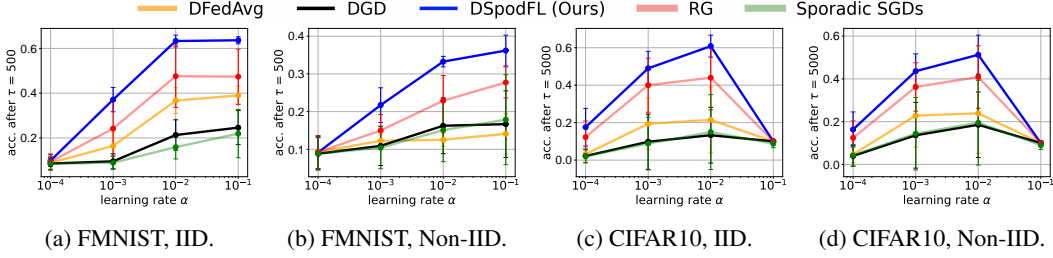 DFedAvg DGD DSpodFL (Ours) RG Sporadic SGDs
acc. after τ = 500
0.6
0.4
0.2
10⁻⁴ 10⁻³ 10⁻² 10⁻¹
learning rate α
(a) FMNIST, IID.
acc. after τ = 500
0.4
0.3
0.2
0.1
10⁻⁴ 10⁻³ 10⁻² 10⁻¹
learning rate α
(b) FMNIST, Non-IID.
acc. after τ = 5000
0.6
0.4
0.2
0.0
10⁻⁴ 10⁻³ 10⁻² 10⁻¹
learning rate α
(c) CIFAR10, IID.
acc. after τ = 5000
0.6
0.4
0.2
0.0
10⁻⁴ 10⁻³ 10⁻² 10⁻¹
learning rate α
(d) CIFAR10, Non-IID.